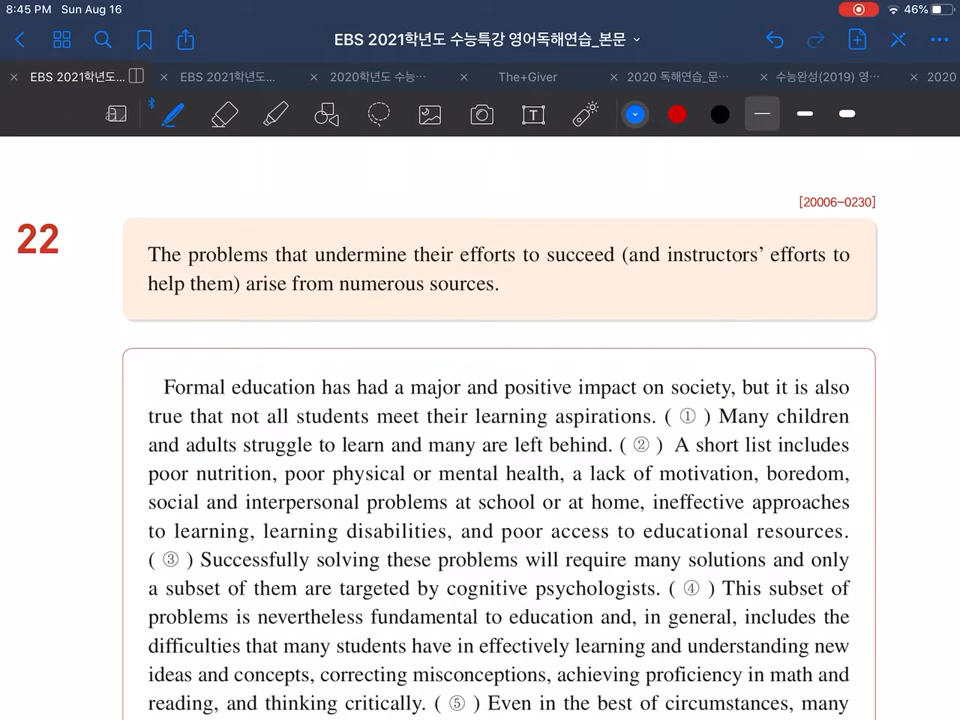 8:45 PM Sun Aug 16
46%
EBS 2021학년도 수능특강 영어독해연습_본문
EBS 2021학년도...
EBS 2021학년도...
2020학년도 수능...
The+Giver
2020 독해연습_문...
수능완성(2019) 영...
2020
T
[20006-0230]
22
The problems that undermine their efforts to succeed (and instructors’ efforts to
help them) arise from numerous sources.
Formal education has had a major and positive impact on society, but it is also
true that not all students meet their learning aspirations. ( ① ) Many children
and adults struggle to learn and many are left behind. ( ② ) A short list includes
poor nutrition, poor physical or mental health, a lack of motivation, boredom,
social and interpersonal problems at school or at home, ineffective approaches
to learning, learning disabilities, and poor access to educational resources.
( ③ ) Successfully solving these problems will require many solutions and only
a subset of them are targeted by cognitive psychologists. ( ④ ) This subset of
problems is nevertheless fundamental to education and, in general, includes the
difficulties that many students have in effectively learning and understanding new
ideas and concepts, correcting misconceptions, achieving proficiency in math and
reading, and thinking critically. ( ⑤ ) Even in the best of circumstances, many